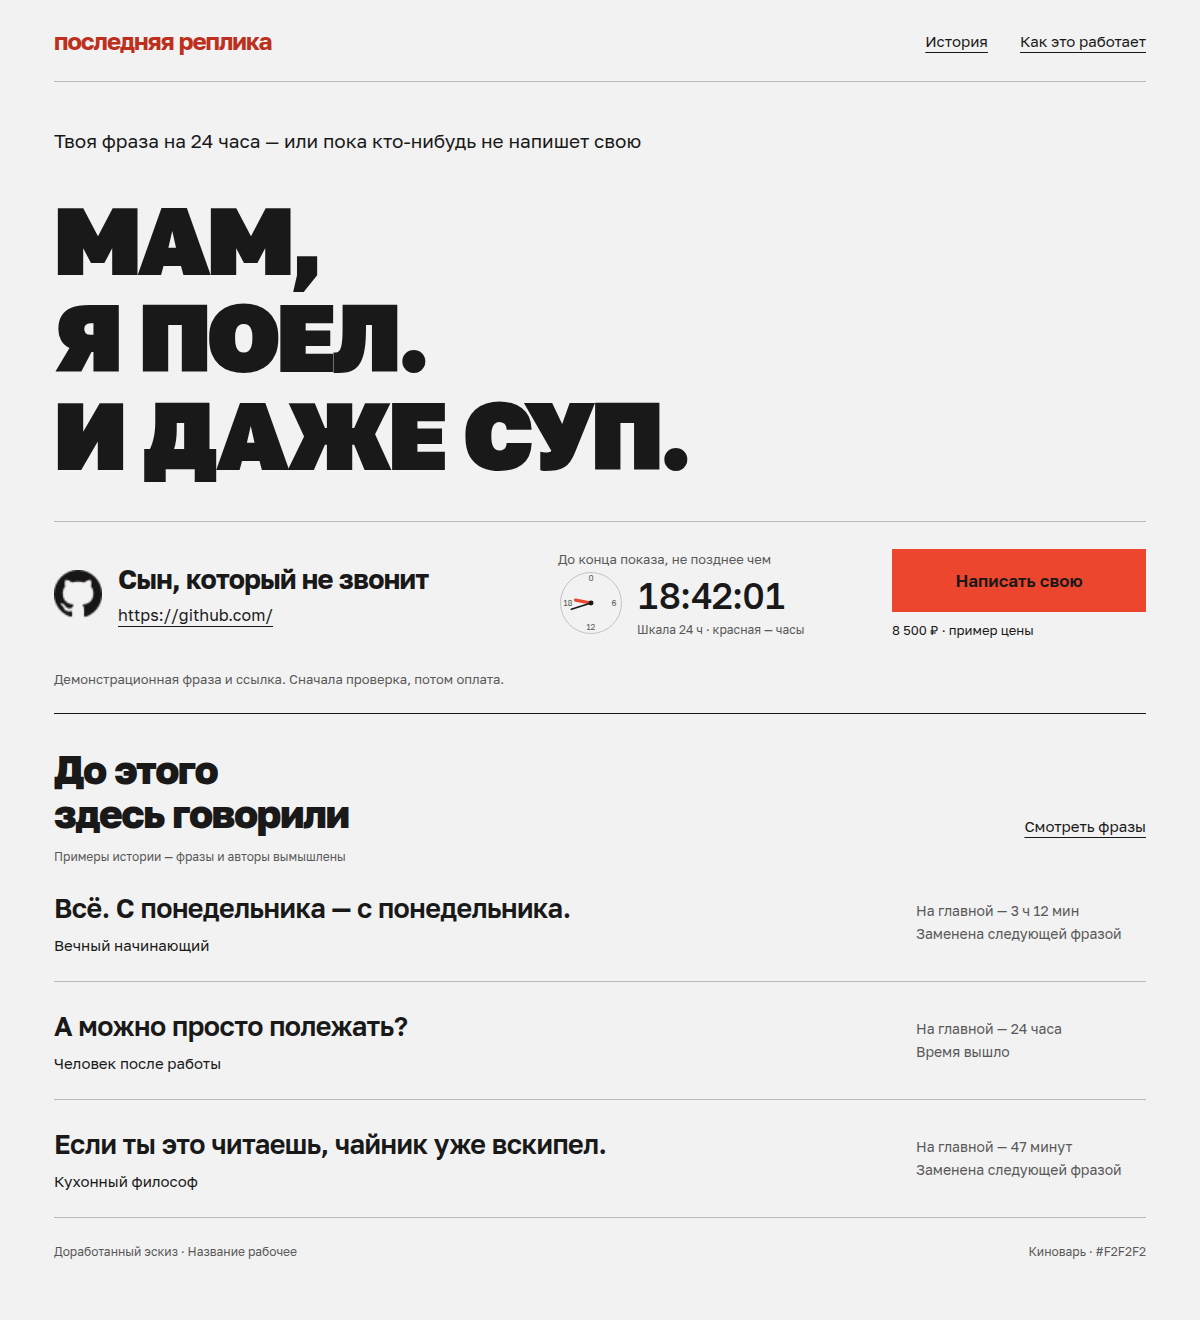 последняя реплика
История
Как это работает
Твоя фраза на 24 часа — или пока кто-нибудь не напишет свою
МАМ,
Я ПОЕЛ.
И ДАЖЕ СУП.
Сын, который не звонит
https://github.com/
До конца показа, не позднее чем
0
18
6
12
18:42:01
Шкала 24 ч · красная — часы
Написать свою
8 500 ₽ · пример цены
Демонстрационная фраза и ссылка. Сначала проверка, потом оплата.
До этого
здесь говорили
Смотреть фразы
Примеры истории — фразы и авторы вымышлены
Всё. С понедельника — с понедельника.
Вечный начинающий
На главной — 3 ч 12 мин
Заменена следующей фразой
А можно просто полежать?
Человек после работы
На главной — 24 часа
Время вышло
Если ты это читаешь, чайник уже вскипел.
Кухонный философ
На главной — 47 минут
Заменена следующей фразой
Доработанный эскиз · Название рабочее
Киноварь · #F2F2F2